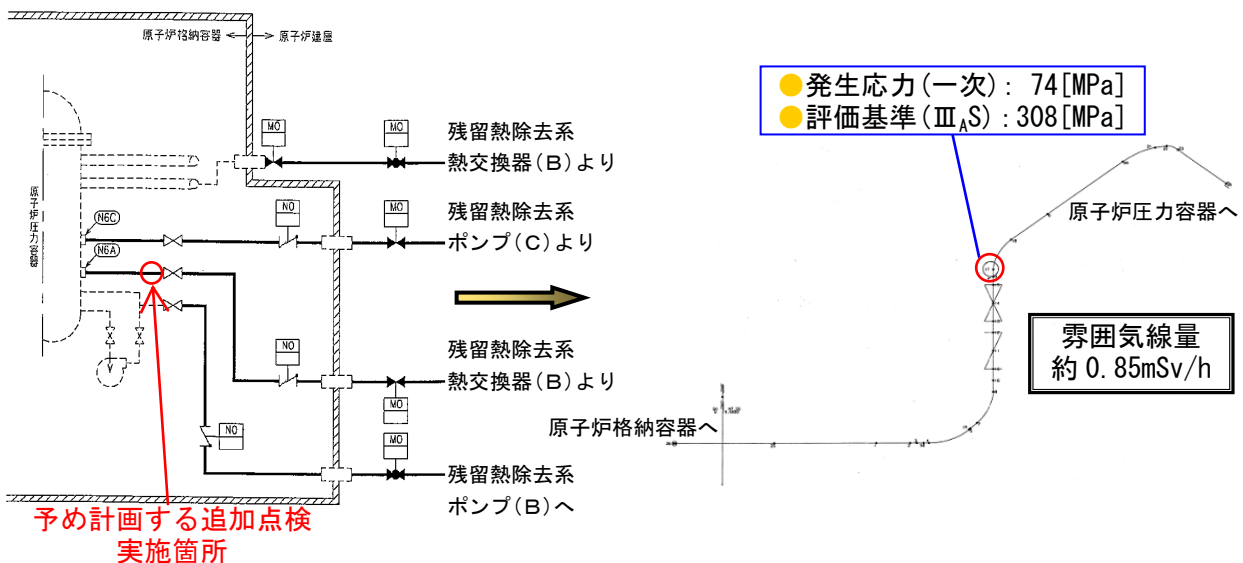 原子炉格納容器
原子炉建屋
原子炉圧力容器
MO
MO
残留熱除去系
熱交換器(B)より
N6C
NO
MO
残留熱除去系
ポンプ(C)より
N6A
NO
MO
残留熱除去系
熱交換器(B)より
NO
MO
残留熱除去系
ポンプ(B)へ
予め計画する追加点検
実施箇所
●発生応力(一次): 74[MPa]
●評価基準(ⅢAS):308[MPa]
原子炉圧力容器へ
雰囲気線量
約0.85mSv/h
原子炉格納容器へ